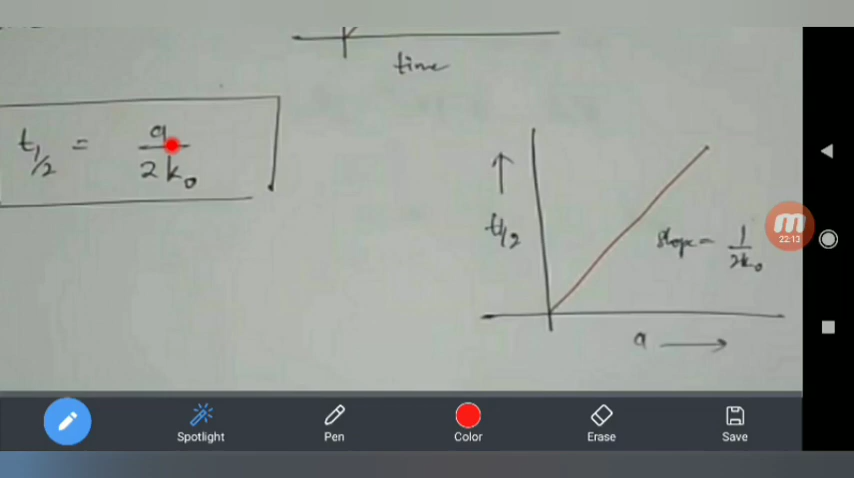 time
t1/2 = a/2k₀
t1/2
slope = 1/2k₀
a
22:13
Spotlight
Pen
Color
Erase
Save